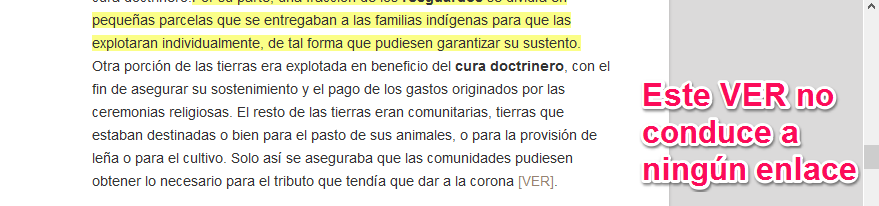 pequeñas parcelas que se entregaban a las familias indígenas para que las
explotaran individualmente, de tal forma que pudiesen garantizar su sustento.
Otra porción de las tierras era explotada en beneficio del cura doctrinero, con el
fin de asegurar su sostenimiento y el pago de los gastos originados por las
ceremonias religiosas. El resto de las tierras eran comunitarias, tierras que
estaban destinadas o bien para el pasto de sus animales, o para la provisión de
leña o para el cultivo. Solo así se aseguraba que las comunidades pudiesen
obtener lo necesario para el tributo que tendía que dar a la corona [VER].
Este VER no
conduce a
ningún enlace